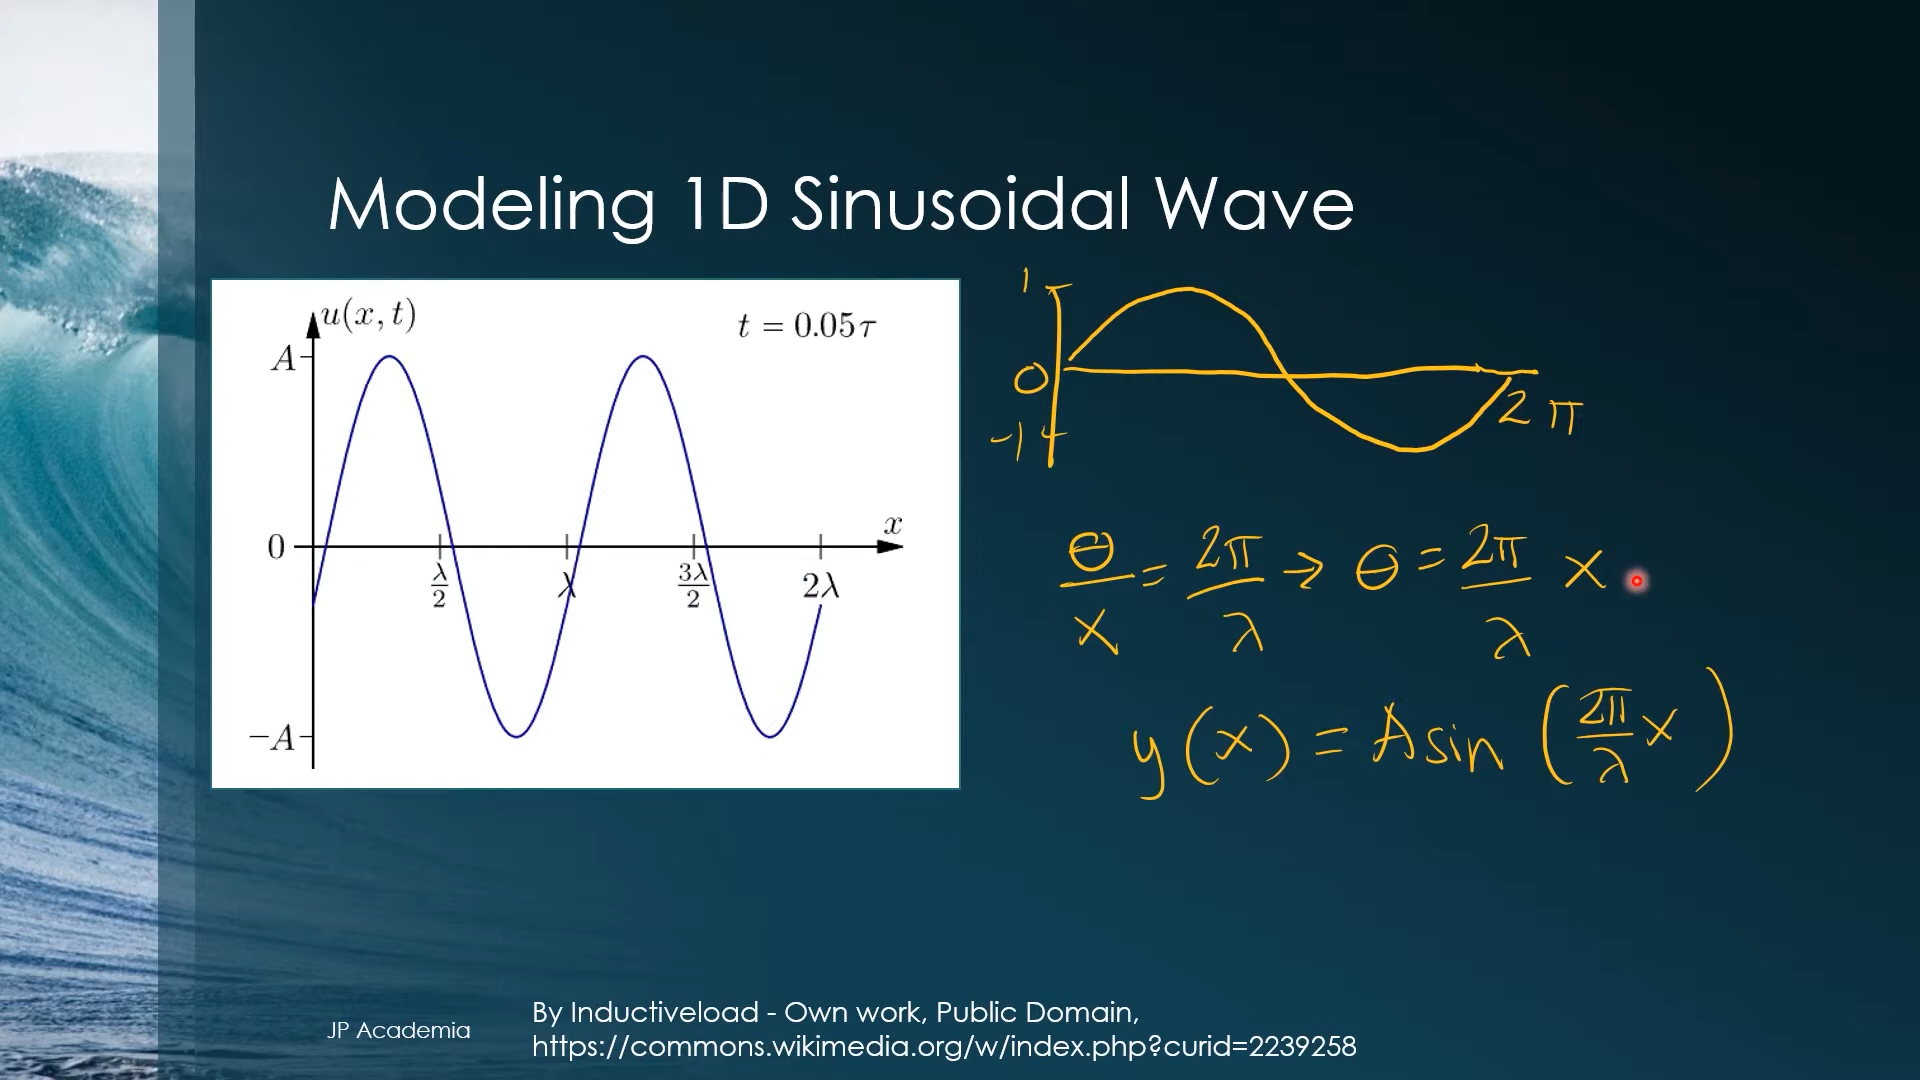 Modeling 1D Sinusoidal Wave
u(x, t)
t = 0.05τ
A
0
-A
x
λ/2
λ
3λ/2
2λ
1
0
-1
2π
θ/x = 2π/λ → θ = 2π/λ x
y(x) = A sin (2π/λ x)
JP Academia
By Inductiveload - Own work, Public Domain,
https://commons.wikimedia.org/w/index.php?curid=2239258